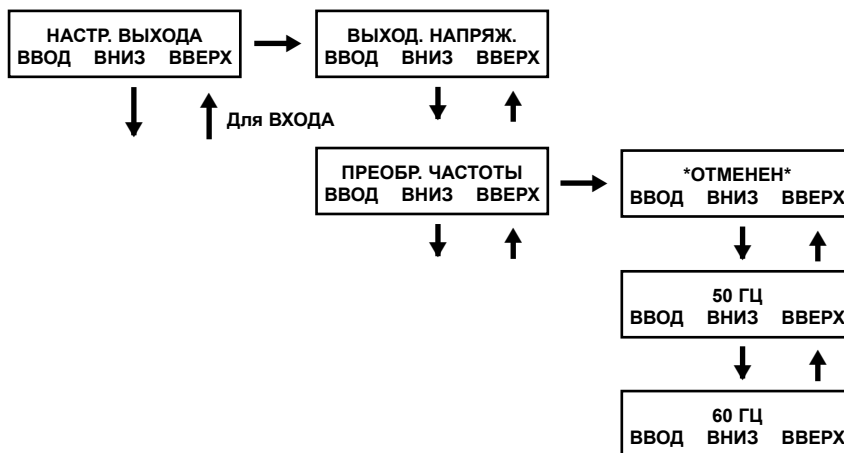 НАСТР. ВЫХОДА
ВВОД ВНИЗ ВВЕРХ
ВЫХОД. НАПРЯЖ.
ВВОД ВНИЗ ВВЕРХ
Для ВХОДА
ПРЕОБР. ЧАСТОТЫ
ВВОД ВНИЗ ВВЕРХ
*ОТМЕНЕН*
ВВОД ВНИЗ ВВЕРХ
50 ГЦ
ВВОД ВНИЗ ВВЕРХ
60 ГЦ
ВВОД ВНИЗ ВВЕРХ